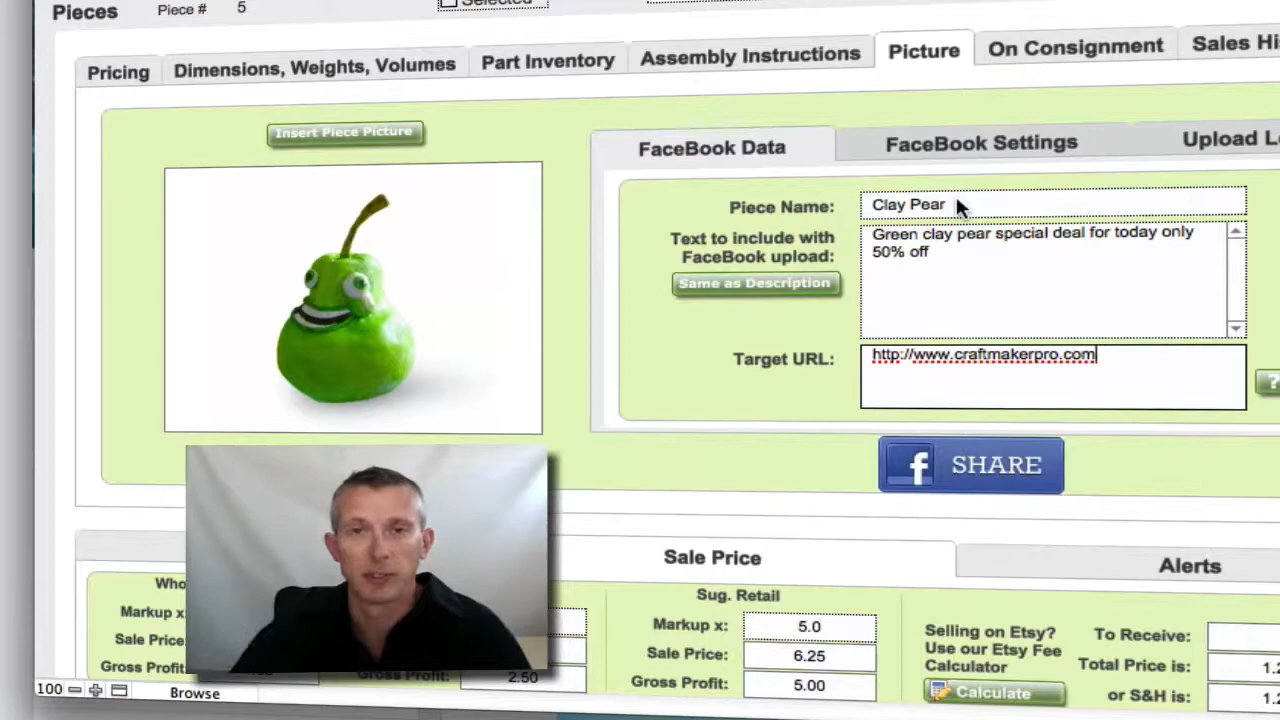 Pieces Piece # 5 Selected
Pricing Dimensions, Weights, Volumes Part Inventory Assembly Instructions Picture On Consignment Sales
Insert Piece Picture
FaceBook Data FaceBook Settings Upload
Piece Name: Clay Pear
Text to include with
FaceBook upload:
Green clay pear special deal for today only
50% off
Same as Description
Target URL: http://www.craftmakerpro.com
?
f SHARE
Sale Price Alerts
Sug. Retail
Markup x:
Sale Price:
Gross Profit:
Gross Profit: 2.50
Markup x: 5.0
Sale Price: 6.25
Gross Profit: 5.00
Selling on Etsy?
Use our Etsy Fee
Calculator
Calculate
To Receive:
Total Price is:
or S&H is:
100 Browse